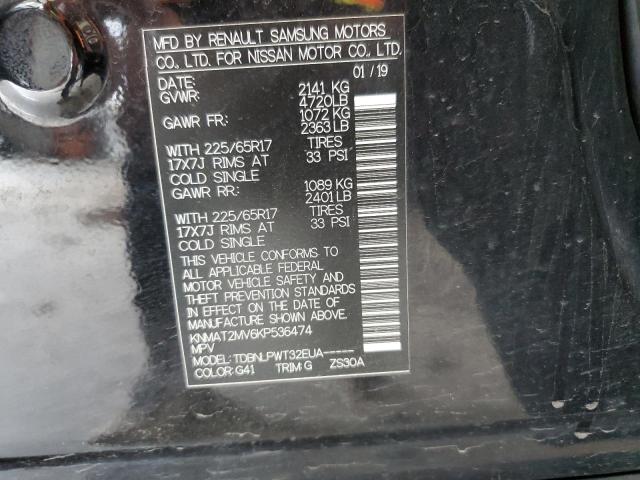 MFD BY RENAULT SAMSUNG MOTORS
CO., LTD. FOR NISSAN MOTOR CO., LTD.
DATE: 01 / 19
GVWR: 2141 KG
4720LB
GAWR FR: 1072 KG
2363 LB
WITH 225/65R17 TIRES
17X7J RIMS AT 33 PSI
COLD SINGLE
GAWR RR: 1089 KG
2401 LB
WITH 225/65R17 TIRES
17X7J RIMS AT 33 PSI
COLD SINGLE
THIS VEHICLE CONFORMS TO
ALL APPLICABLE FEDERAL
MOTOR VEHICLE SAFETY AND
THEFT PREVENTION STANDARDS
IN EFFECT ON THE DATE OF
MANUFACTURE SHOWN ABOVE.
KNMAT2MV6KP536474
MPV
MODEL: TDBNLPWT32EUA-----
COLOR: G41 TRIM: G ZS30A